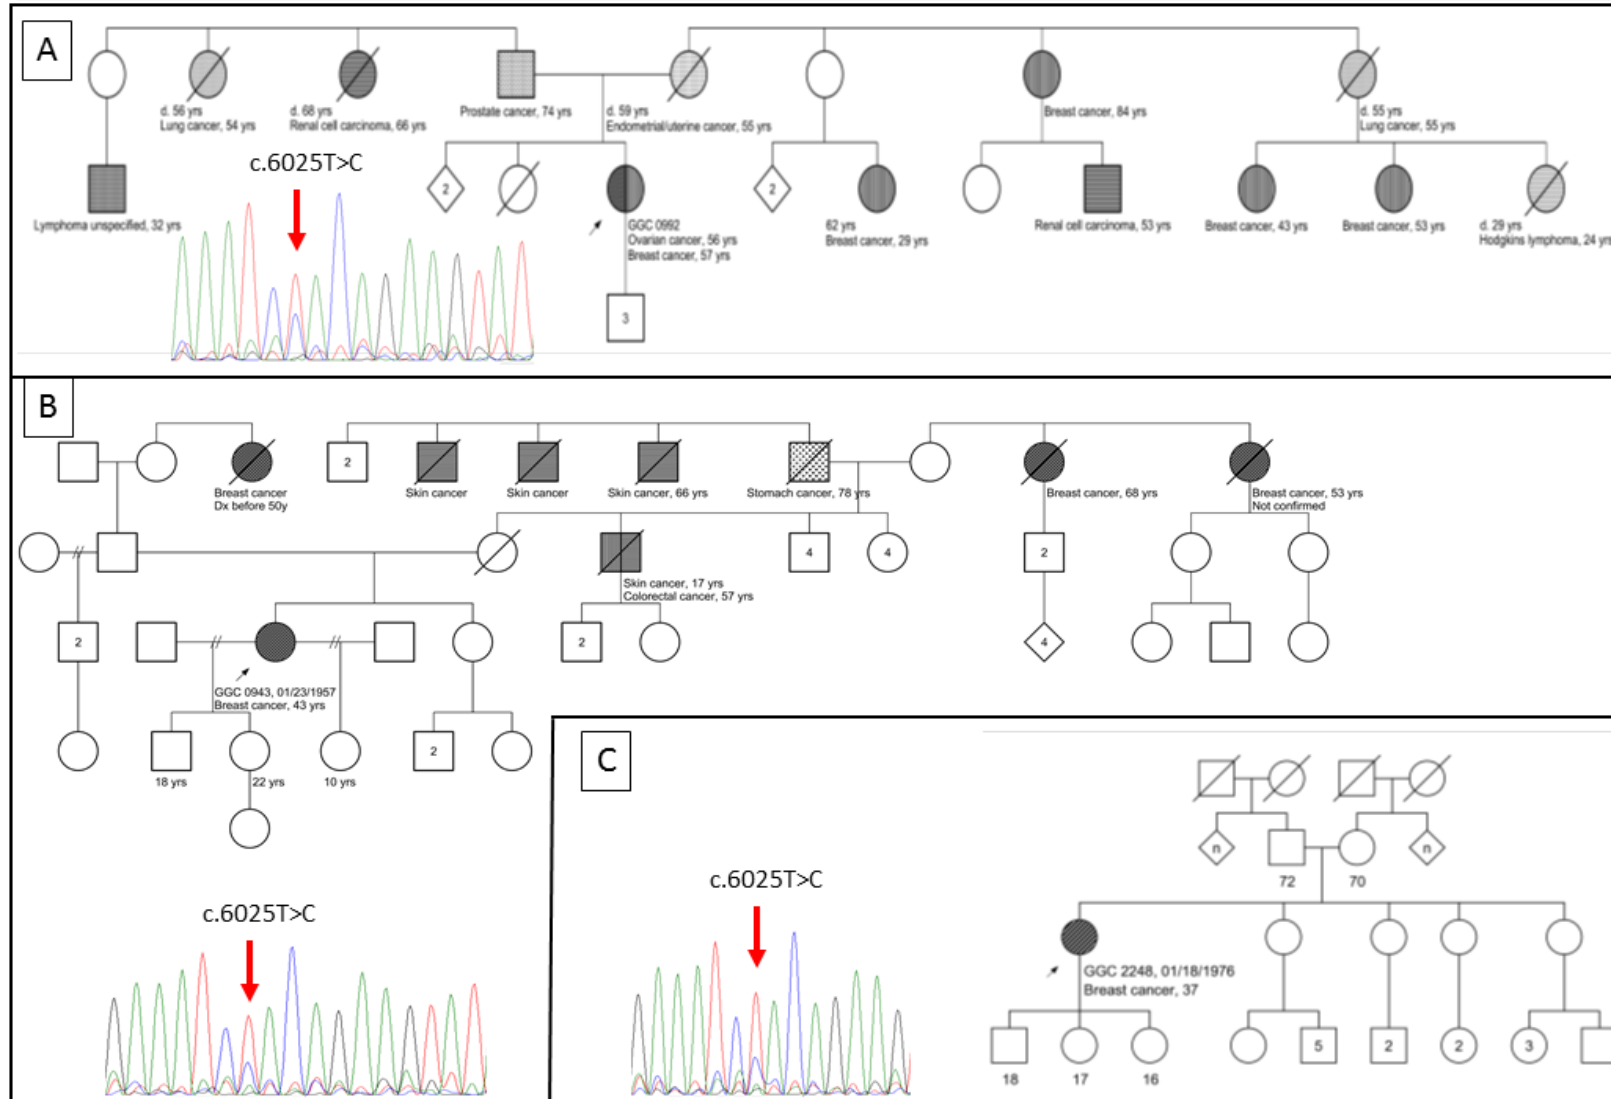 A
d. 56 yrs
Lung cancer, 54 yrs
d. 68 yrs
Renal cell carcinoma, 66 yrs
Prostate cancer, 74 yrs
d. 59 yrs
Endometrial/uterine cancer, 55 yrs
Breast cancer, 84 yrs
d. 55 yrs
Lung cancer, 55 yrs
c.6025T>C
Lymphoma unspecified, 32 yrs
2
GGC 0992
Ovarian cancer, 56 yrs
Breast cancer, 57 yrs
2
62 yrs
Breast cancer, 29 yrs
Renal cell carcinoma, 53 yrs
Breast cancer, 43 yrs
Breast cancer, 53 yrs
d. 29 yrs
Hodgkins lymphoma, 24 yrs
3
B
Breast cancer
Dx before 50y
2
Skin cancer
Skin cancer
Skin cancer, 66 yrs
Stomach cancer, 78 yrs
Breast cancer, 68 yrs
Breast cancer, 53 yrs
Not confirmed
Skin cancer, 17 yrs
Colorectal cancer, 57 yrs
4
4
2
2
GGC 0943, 01/23/1957
Breast cancer, 43 yrs
2
4
18 yrs
22 yrs
10 yrs
2
c.6025T>C
C
c.6025T>C
n
n
72
70
GGC 2248, 01/18/1976
Breast cancer, 37
18
17
16
5
2
2
3